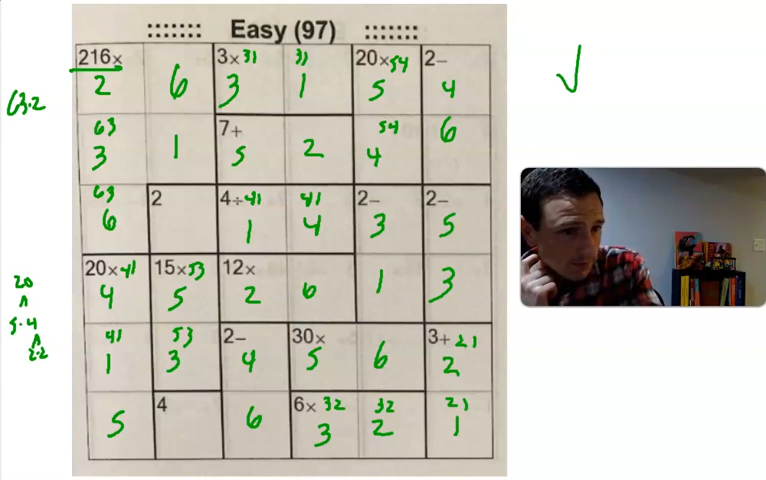 Easy (97)
216× 3× 31 31 20× 54 2−
2 6 3 1 5 4
63·2
63 7+ 54
3 1 5 2 4 6
63 2 4÷ 41 41 2− 2−
6 1 4 3 5
20× 41 15× 53 12×
4 5 2 6 1 3
20
5·4
2·2
41 53 2− 30× 3+ 21
1 3 4 5 6 2
4 6× 32 32 21
5 6 3 2 1